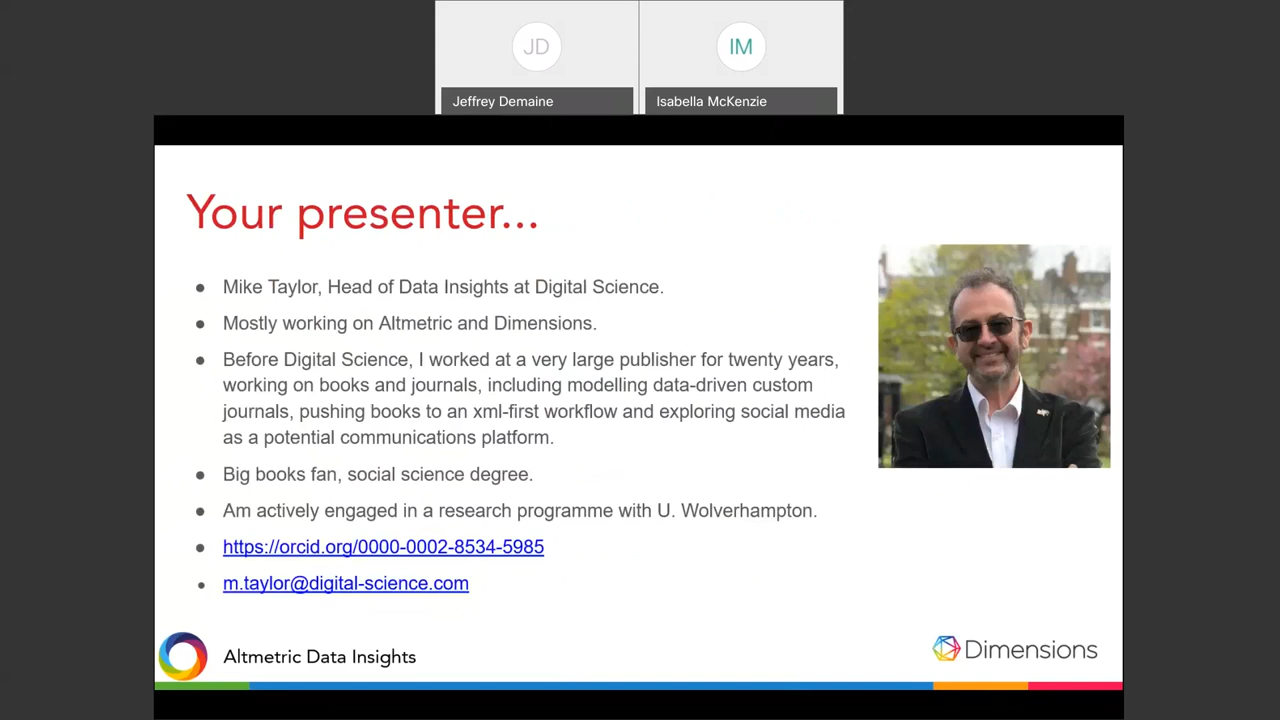 JD
IM
Jeffrey Demaine
Isabella McKenzie
Your presenter...
● Mike Taylor, Head of Data Insights at Digital Science.
● Mostly working on Altmetric and Dimensions.
● Before Digital Science, I worked at a very large publisher for twenty years,
working on books and journals, including modelling data-driven custom
journals, pushing books to an xml-first workflow and exploring social media
as a potential communications platform.
● Big books fan, social science degree.
● Am actively engaged in a research programme with U. Wolverhampton.
● https://orcid.org/0000-0002-8534-5985
● m.taylor@digital-science.com
Altmetric Data Insights
Dimensions